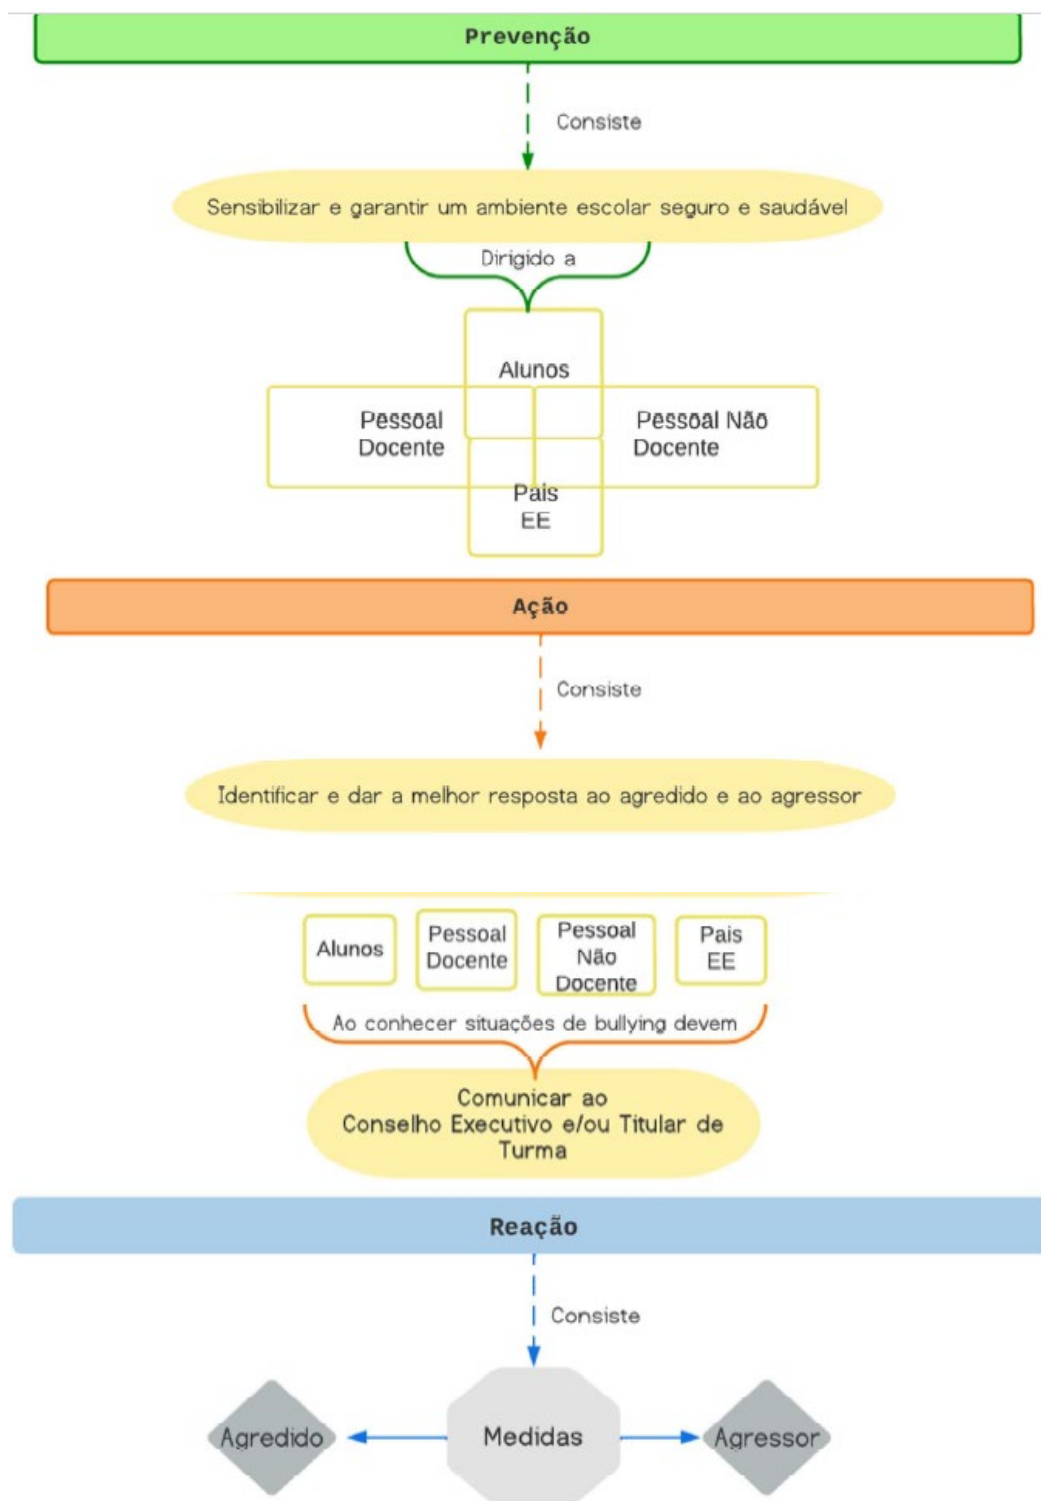 Prevenção
Consiste
Sensibilizar e garantir um ambiente escolar seguro e saudável
Dirigido a
Alunos
Pessoal
Docente
Pessoal Não
Docente
Pais
EE
Ação
Consiste
Identificar e dar a melhor resposta ao agredido e ao agressor
Alunos
Pessoal
Docente
Pessoal
Não
Docente
Pais
EE
Ao conhecer situações de bullying devem
Comunicar ao
Conselho Executivo e/ou Titular de
Turma
Reação
Consiste
Agredido
Medidas
Agressor